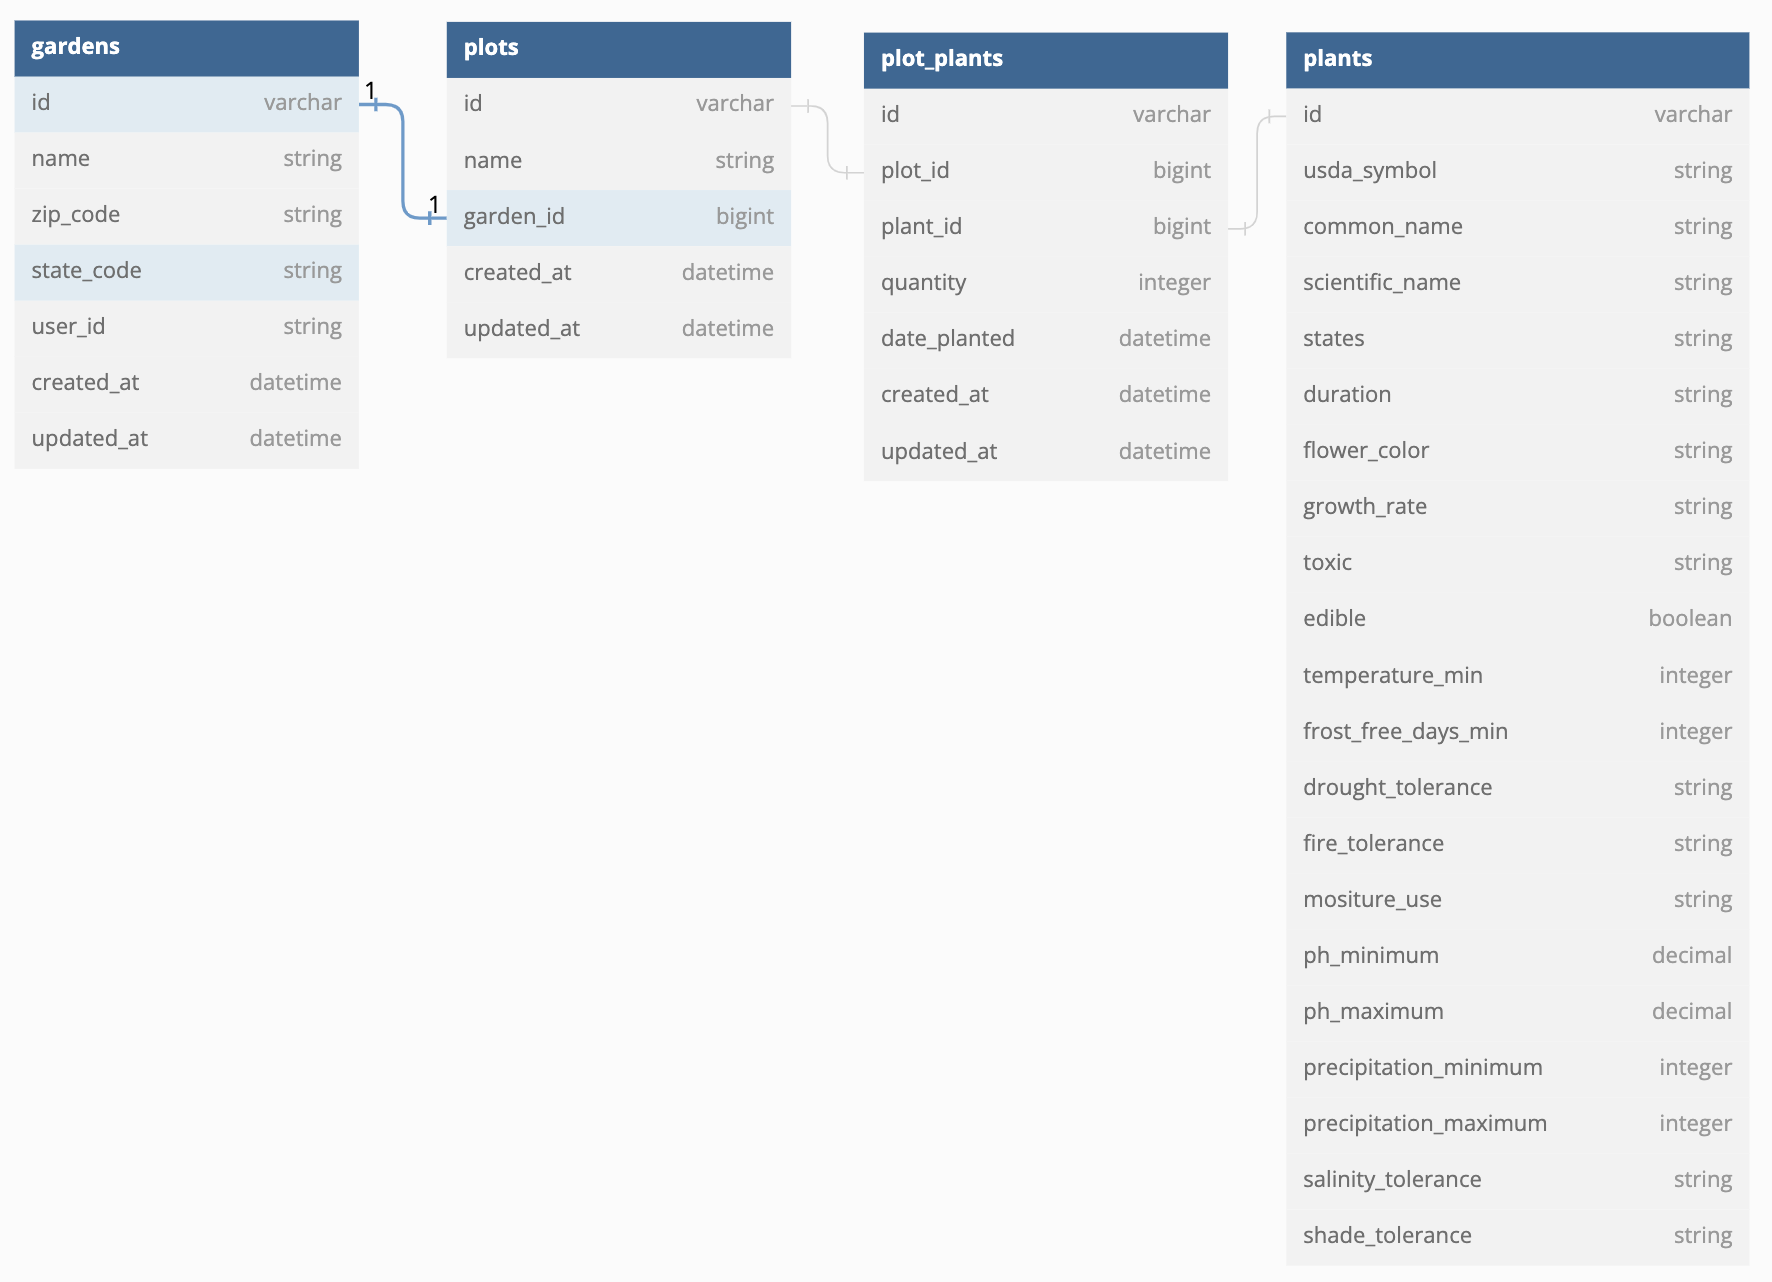 gardens
id varchar
name string
zip_code string
state_code string
user_id string
created_at datetime
updated_at datetime
1
1
plots
id varchar
name string
garden_id bigint
created_at datetime
updated_at datetime
plot_plants
id varchar
plot_id bigint
plant_id bigint
quantity integer
date_planted datetime
created_at datetime
updated_at datetime
plants
id varchar
usda_symbol string
common_name string
scientific_name string
states string
duration string
flower_color string
growth_rate string
toxic string
edible boolean
temperature_min integer
frost_free_days_min integer
drought_tolerance string
fire_tolerance string
mositure_use string
ph_minimum decimal
ph_maximum decimal
precipitation_minimum integer
precipitation_maximum integer
salinity_tolerance string
shade_tolerance string